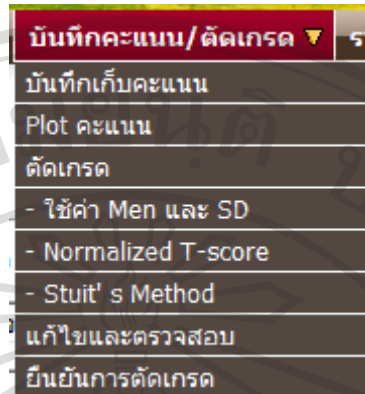 บันทึกคะแนน/ตัดเกรด ▼ ร
บันทึกเก็บคะแนน
Plot คะแนน
ตัดเกรด
- ใช้ค่า Men และ SD
- Normalized T-score
- Stuit' s Method
แก้ไขและตรวจสอบ
ยืนยันการตัดเกรด